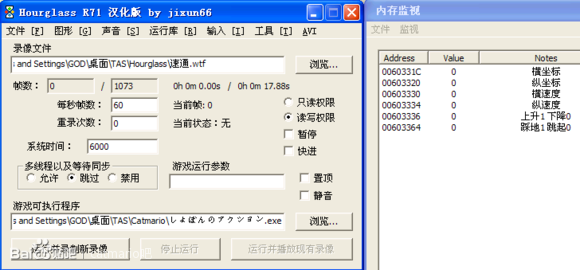 Hourglass R71 汉化版 by jixun66
文件 [F] 图形 [G] 声音 [S] 运行库 [R] 输入 [I] 工具 [T] AVI
录像文件
s and Settings\GOD\桌面\TAS\Hourglass\速通.wtf
浏览...
帧数: 0 / 1073 0h 0m 0.00s / 0h 0m 17.88s
每秒帧数: 60 当前帧: 0
只读权限
重录次数: 0 当前状态: 无
读写权限
暂停
系统时间: 6000
快进
多线程以及等待同步
允许 跳过 禁用
游戏运行参数
置顶
静音
游戏可执行程序
s and Settings\GOD\桌面\TAS\Catmario\しょぼんのアクション.exe
浏览...
并录制新录像 停止运行 运行并播放现有录像
Bai 百科
内存监视
文件 监视
Address Value Notes
0060331C 0 横坐标
00603320 0 纵坐标
00603330 0 横速度
00603334 0 纵速度
00603336 0 上升1 下降0
00603364 0 踩地1 跳起0